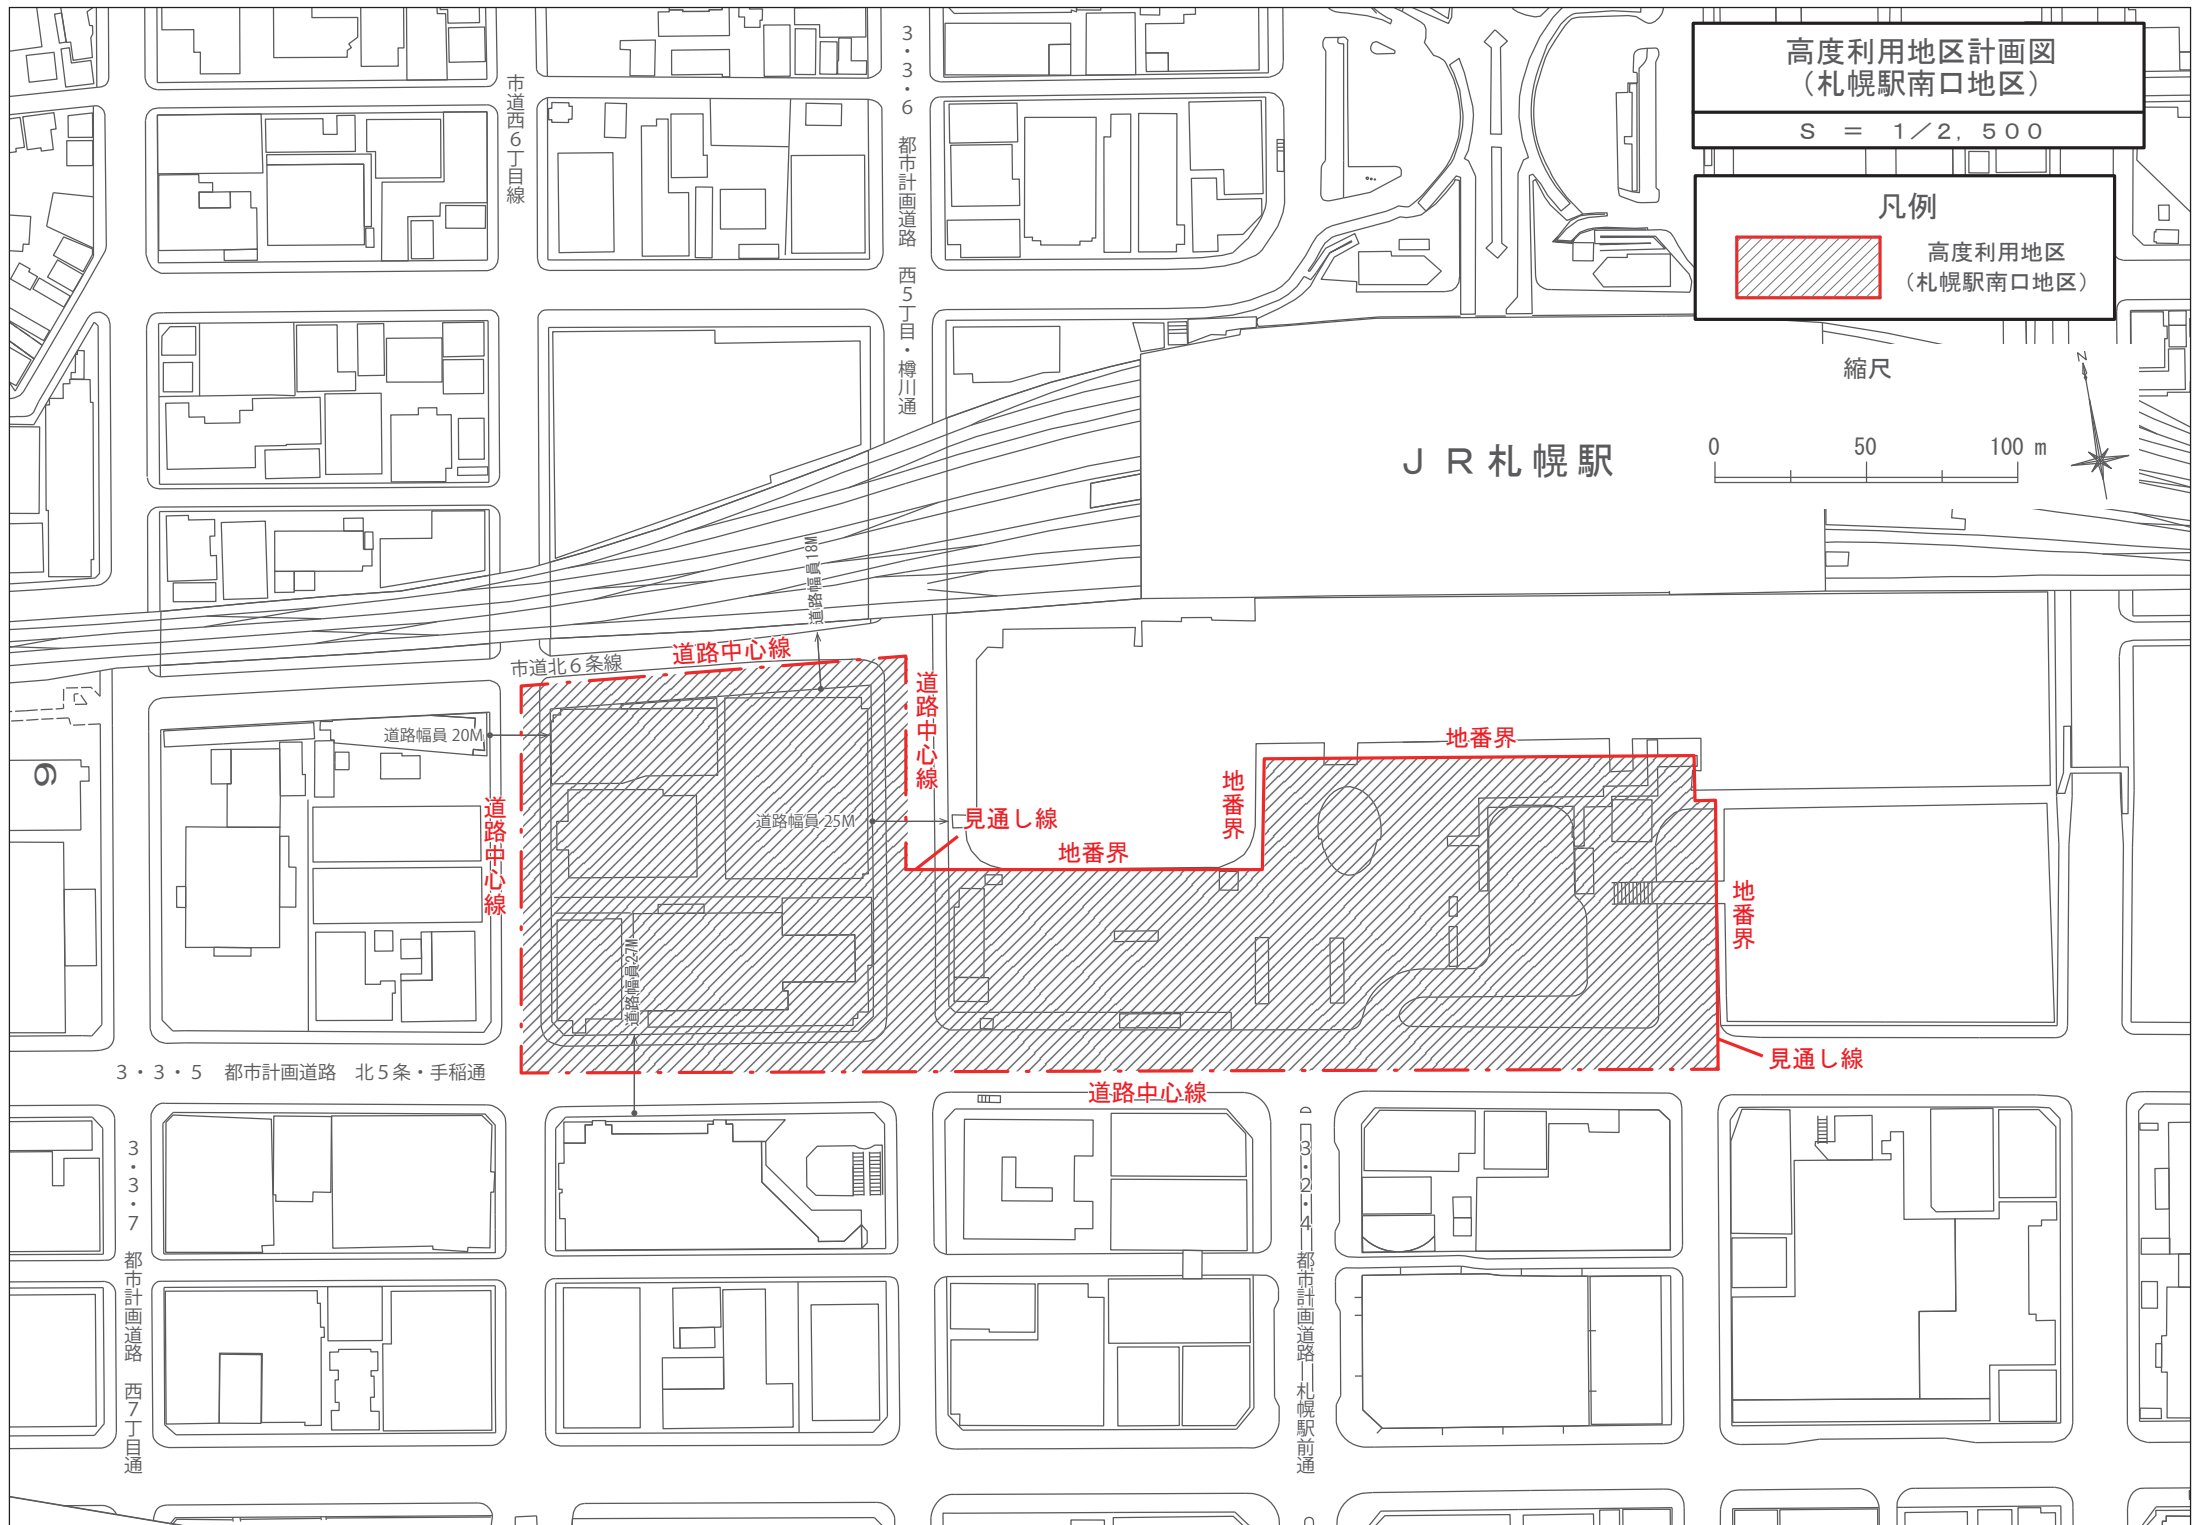 高度利用地区計画図
（札幌駅南口地区）
S ＝ １／２，５００
凡例
高度利用地区
（札幌駅南口地区）
縮尺
0 50 100 m
N
ＪＲ札幌駅
市道西６丁目線
３・３・６ 都市計画道路 西５丁目・樽川通
道路幅員18M
市道北６条線
道路中心線
道路中心線
道路幅員 20M
道路中心線
道路幅員 25M
見通し線
地番界
地番界
地番界
地番界
道路幅員27M
6
３・３・５ 都市計画道路 北５条・手稲通
道路中心線
見通し線
３・３・７ 都市計画道路 西７丁目通
３・２・４ 都市計画道路 札幌駅前通